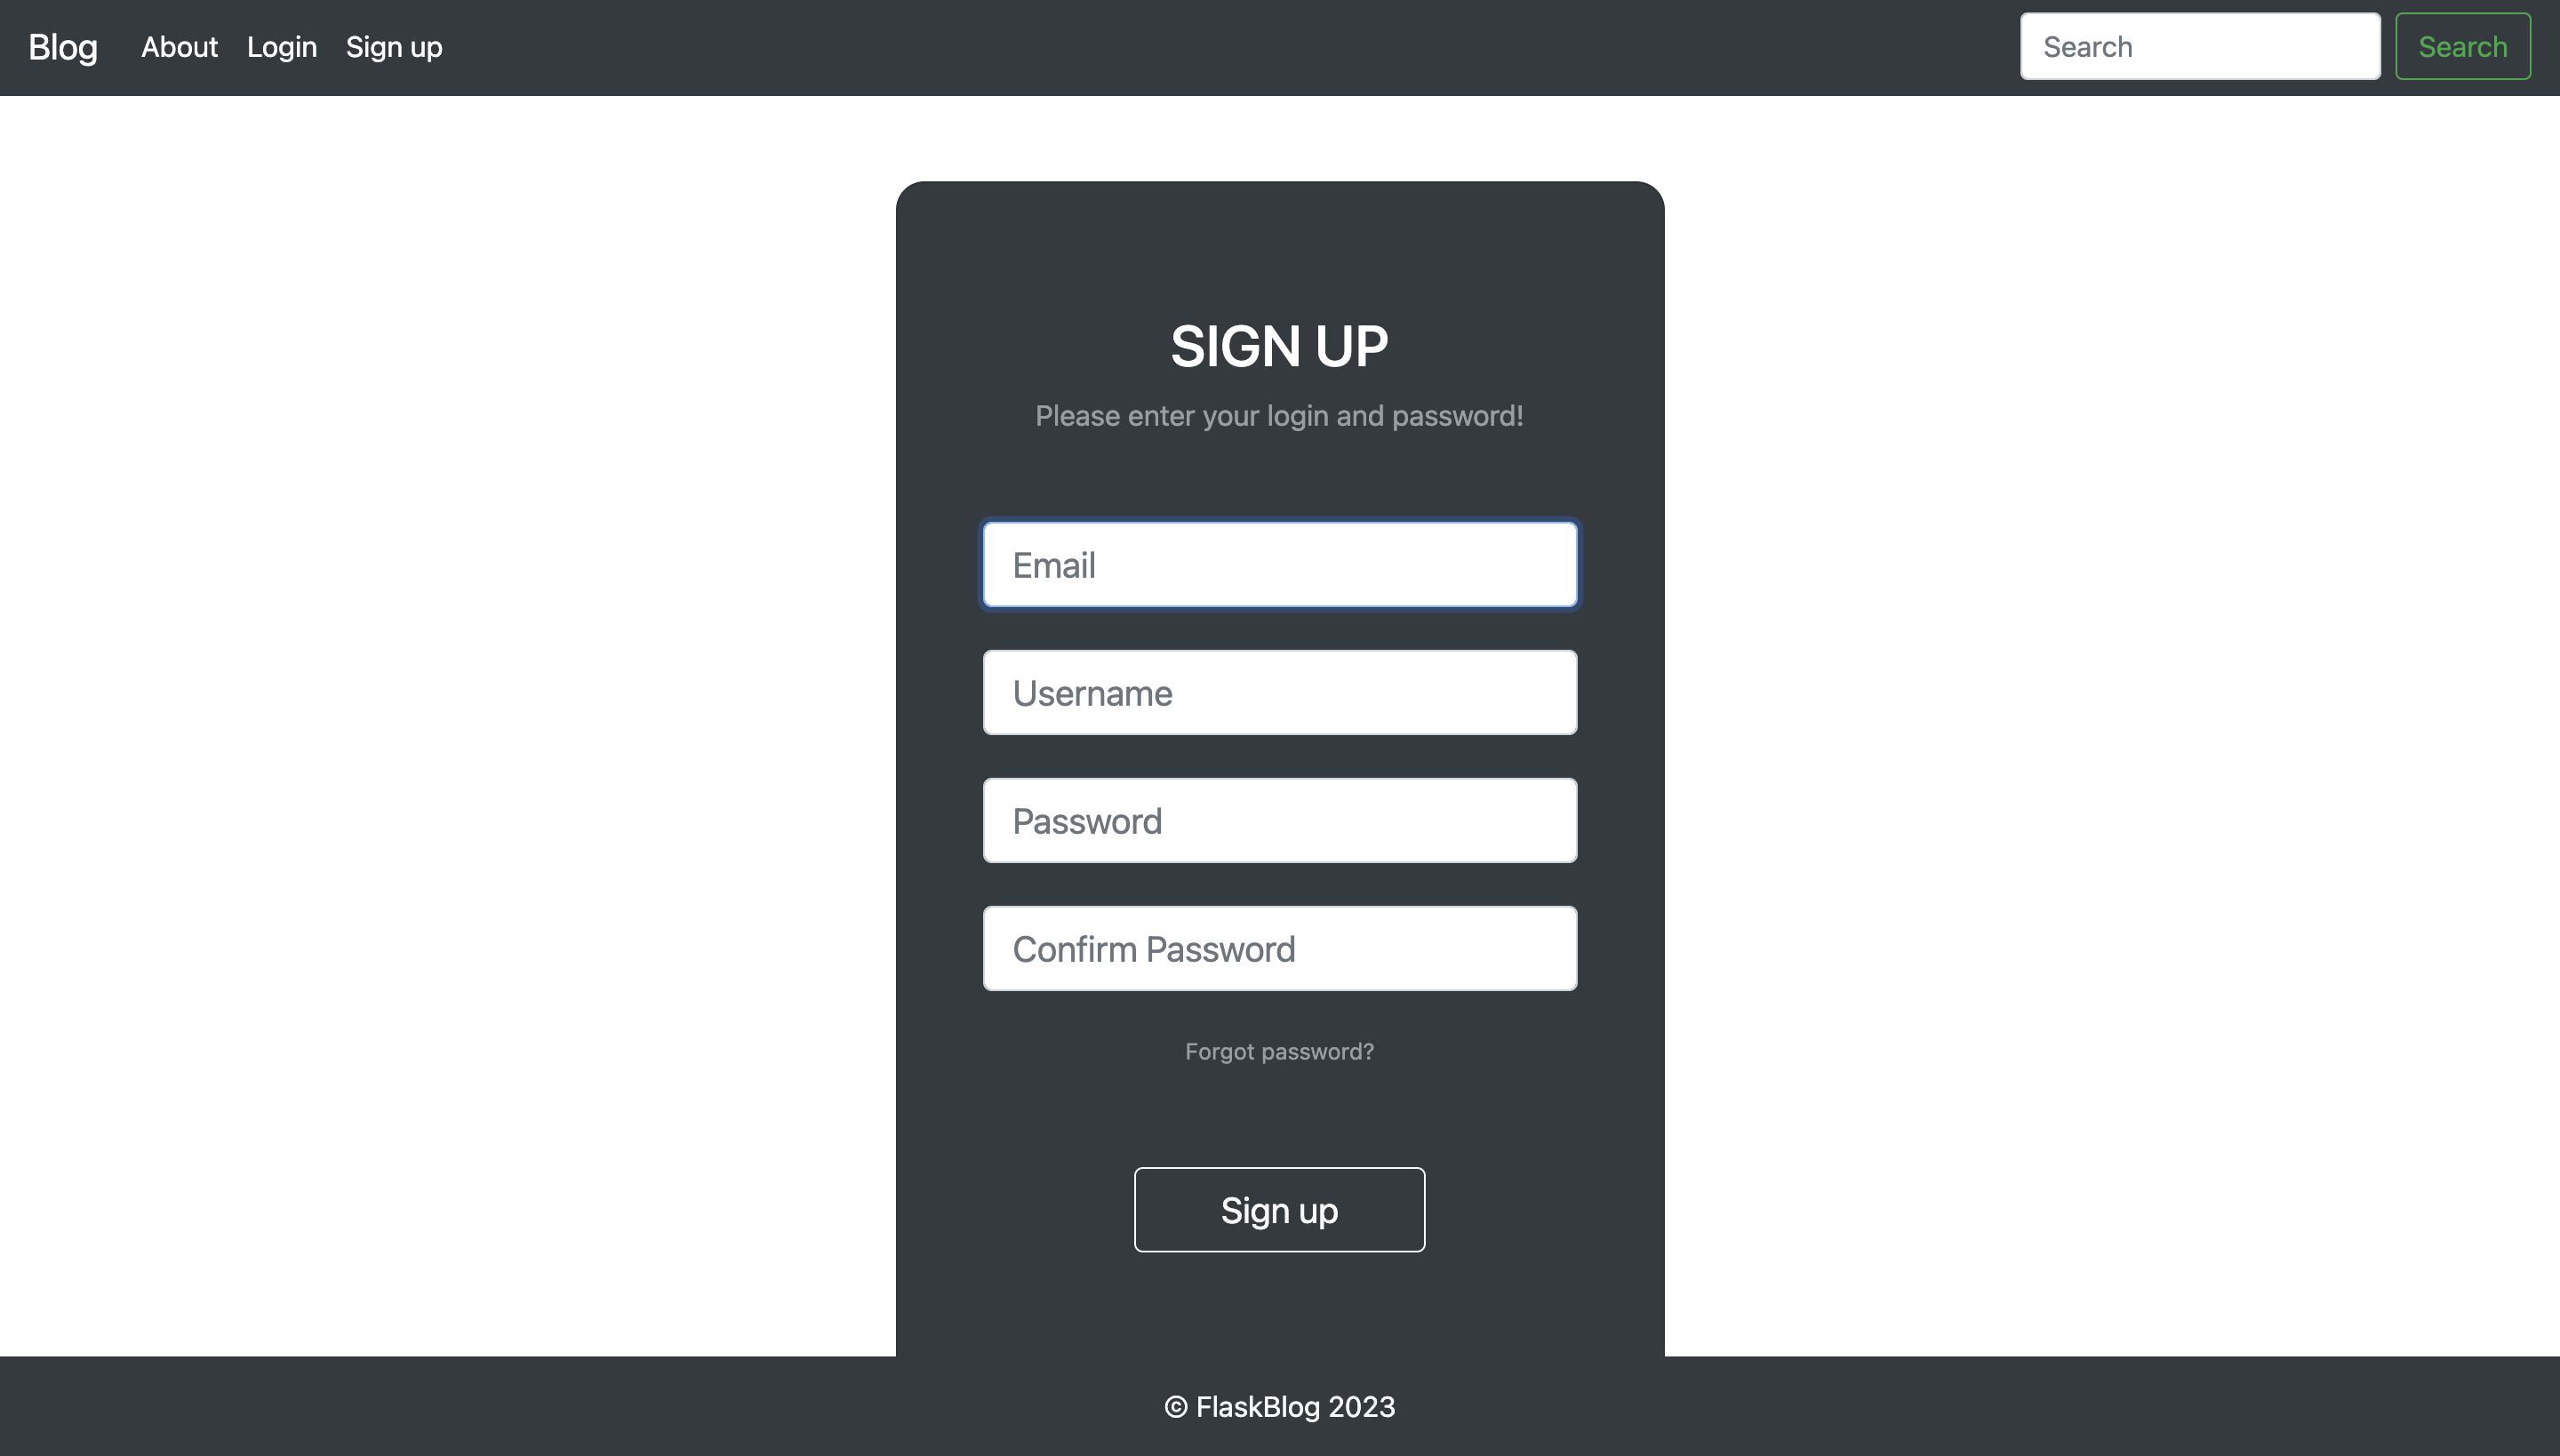 Blog About Login Sign up Search Search
SIGN UP
Please enter your login and password!
Email
Username
Password
Confirm Password
Forgot password?
Sign up
© FlaskBlog 2023